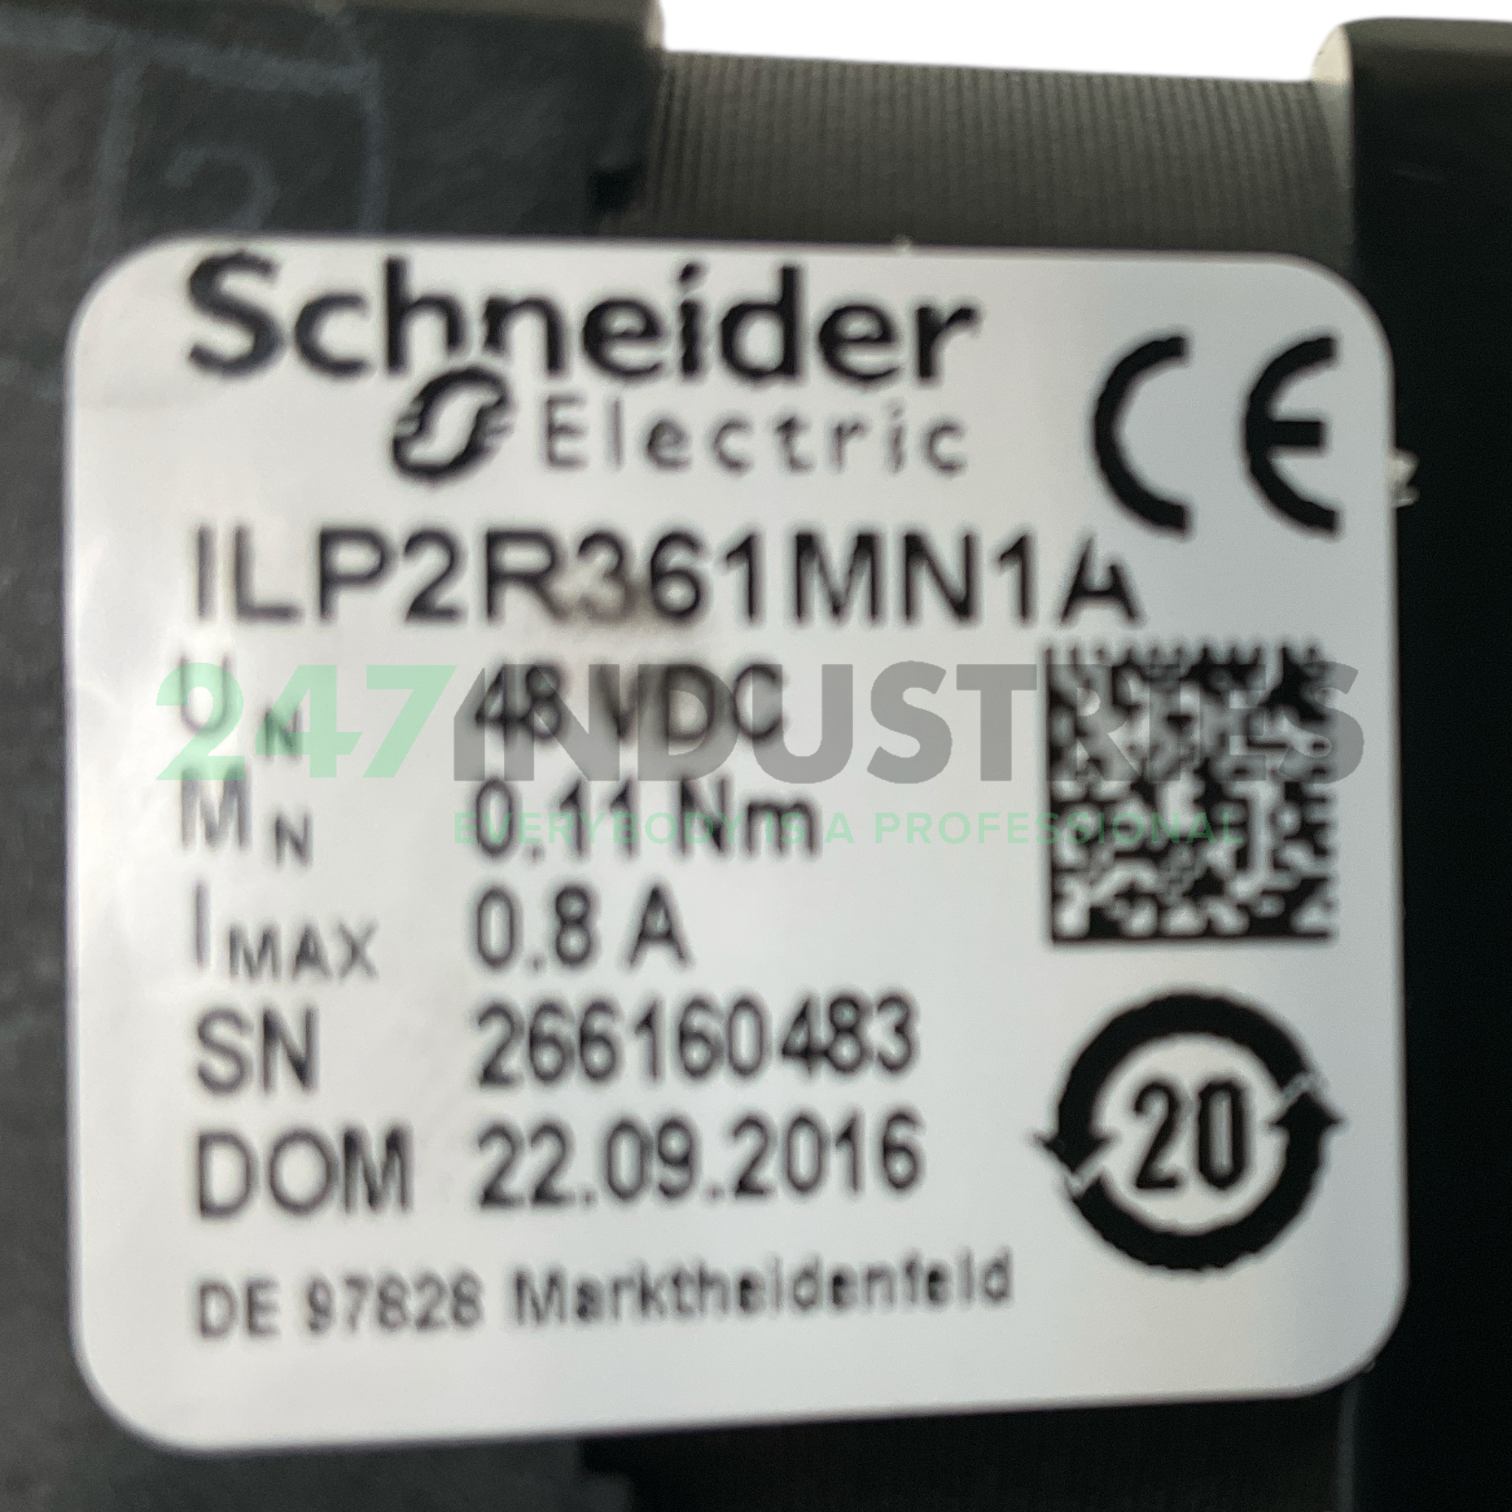 2
Schneider
Electric
CE
ILP2R361MN1A
UN 48 VDC
247INDUSTRIES
EVERYBODY IS A PROFESSIONAL
MN 0.11 Nm
IMAX 0.8 A
SN 266160483
DOM 22.09.2016
20
DE 97828 Marktheidenfeld